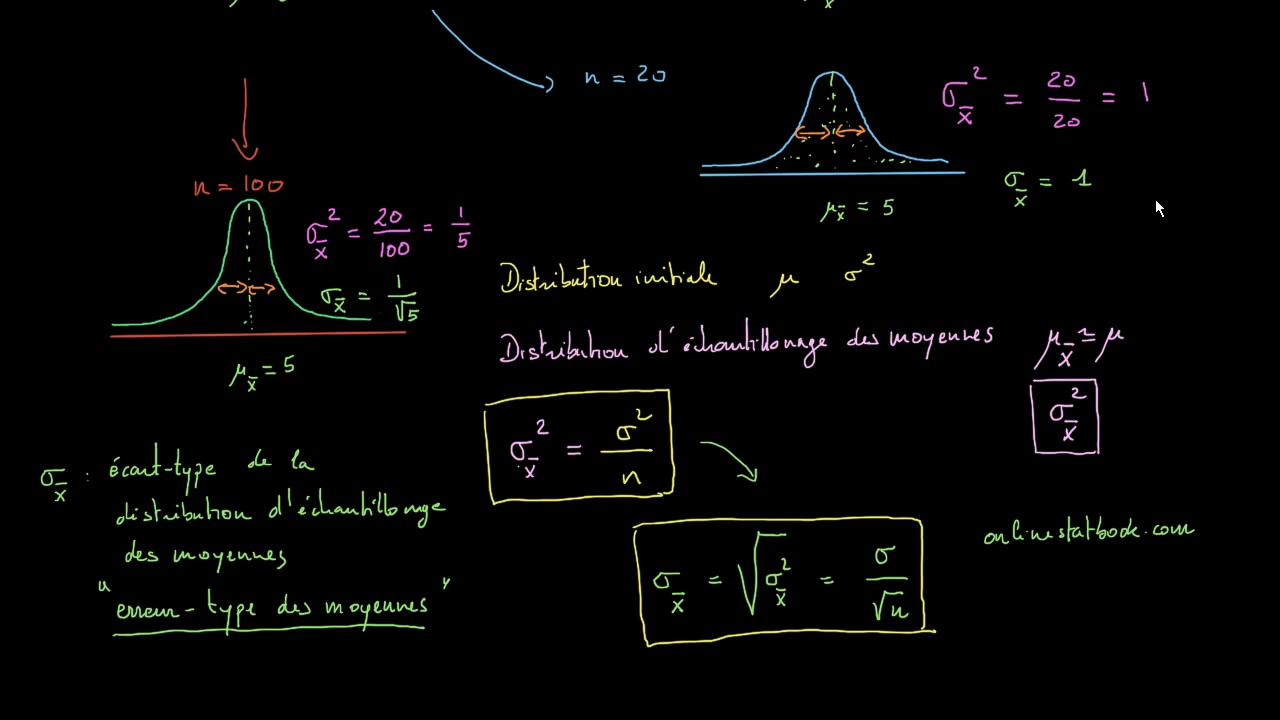 n = 20
σ_x̄² = 20/20 = 1
σ_x̄ = 1
μ_x̄ = 5
n = 100
σ_x̄² = 20/100 = 1/5
σ_x̄ = 1/√5
μ_x̄ = 5
Distribution initiale μ σ²
Distribution d'échantillonage des moyennes μ_x̄ = μ
σ_x̄²
σ_x̄² = σ²/n
σ_x̄ : écart-type de la
distribution d'échantillonage
des moyennes
"erreur-type des moyennes"
σ_x̄ = √σ_x̄² = σ/√n
onlinestatbook.com